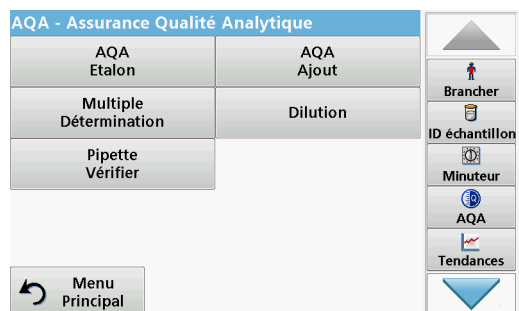 AQA - Assurance Qualité Analytique
AQA
Etalon
AQA
Ajout
Multiple
Détermination
Dilution
Pipette
Vérifier
Menu
Principal
Brancher
ID échantillon
Minuteur
AQA
Tendances